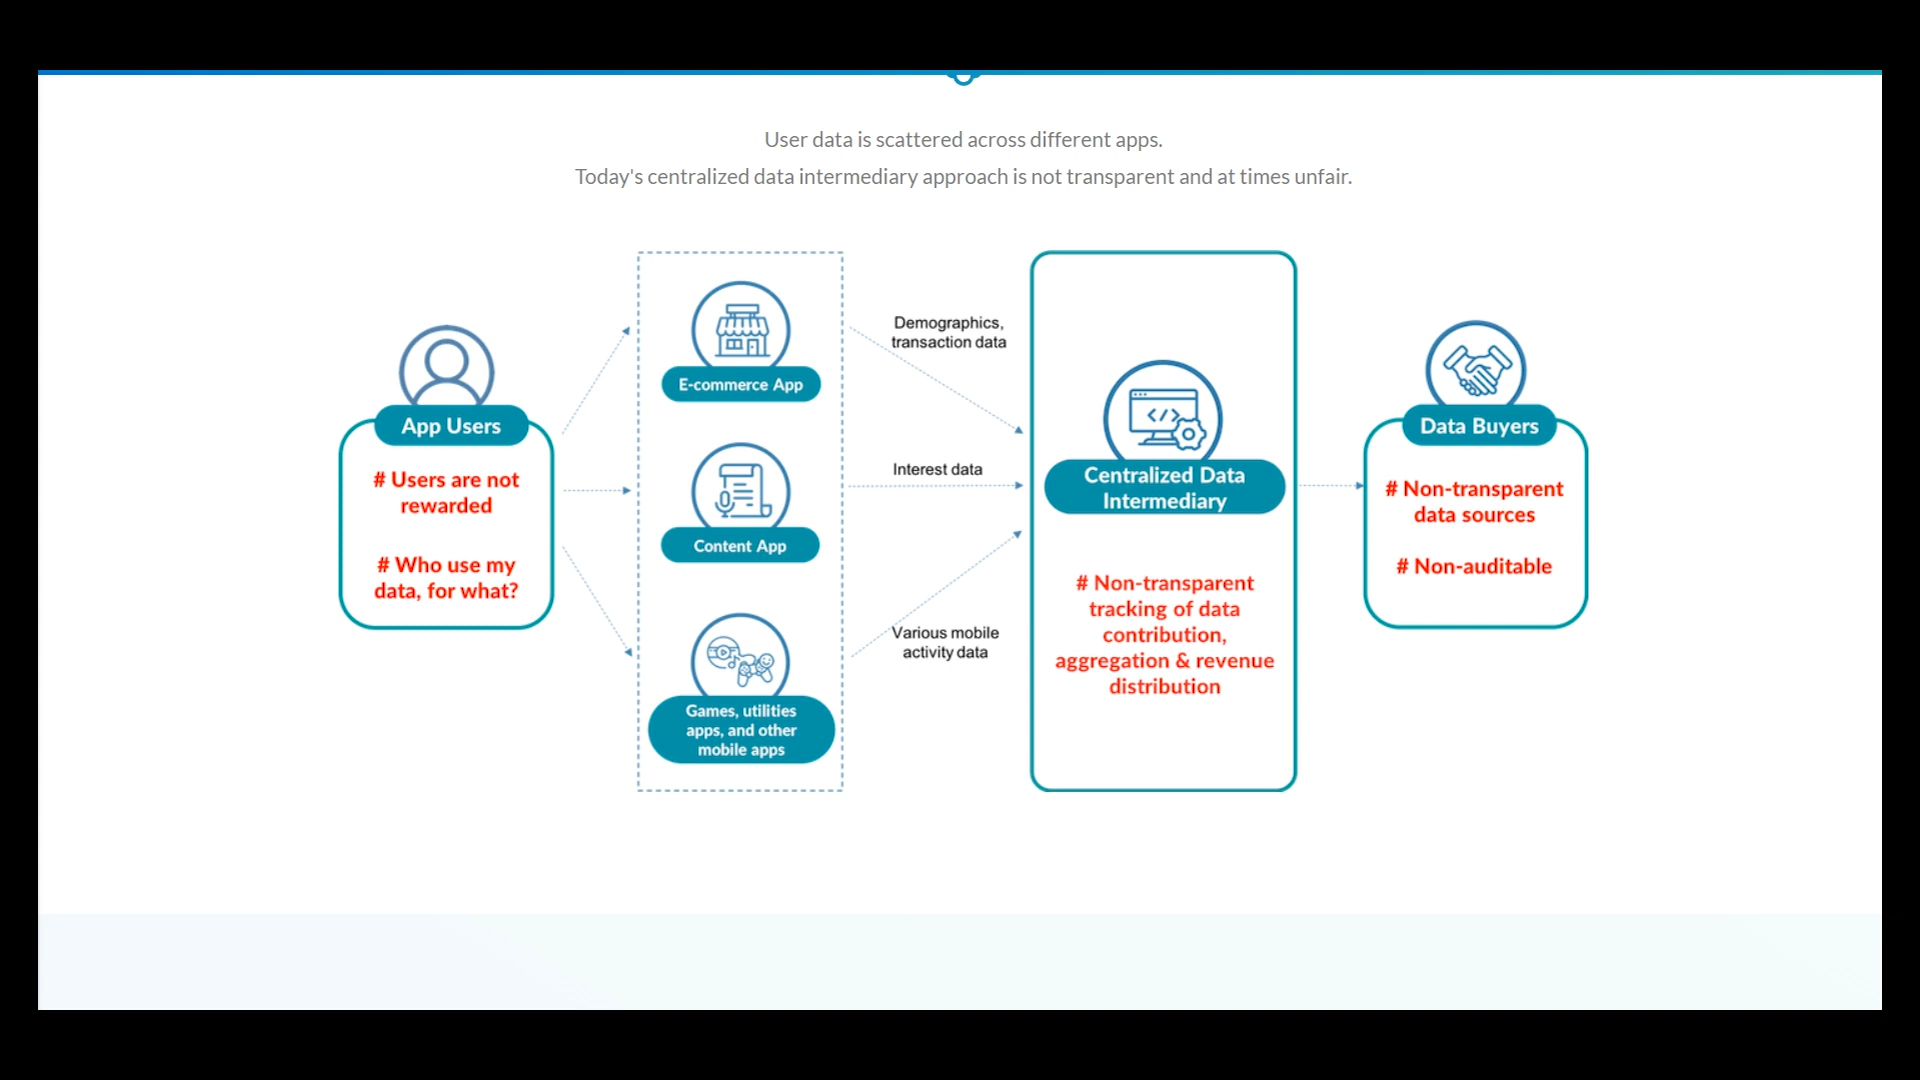 User data is scattered across different apps.
Today's centralized data intermediary approach is not transparent and at times unfair.
App Users
# Users are not
rewarded
# Who use my
data, for what?
E-commerce App
Content App
Games, utilities
apps, and other
mobile apps
Demographics,
transaction data
Interest data
Various mobile
activity data
Centralized Data
Intermediary
# Non-transparent
tracking of data
contribution,
aggregation & revenue
distribution
Data Buyers
# Non-transparent
data sources
# Non-auditable